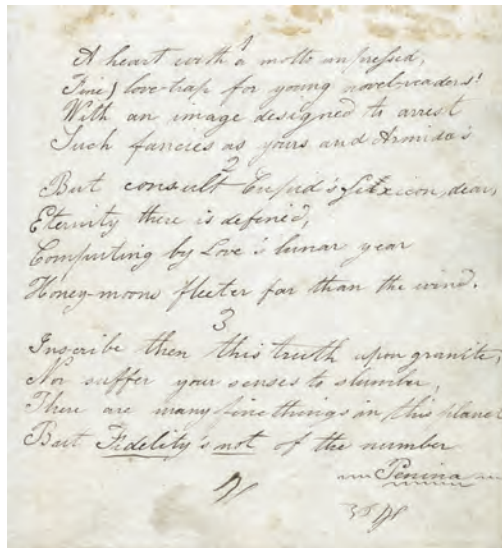 1
A heart with a motto impressed,
Fine) love-trap for young novel-readers!
With an image designed to arrest
Such fancies as yours and Armida's
2
But consult Cupid's Lexicon, dear,
Eternity there is defined,
Computing by Love's lunar year
Honey-moons fleeter far than the wind.
3
Inscribe then this truth upon granite,
Nor suffer your senses to slumber,
There are many fine things in this planet
But Fidelity's not of the number
Penina